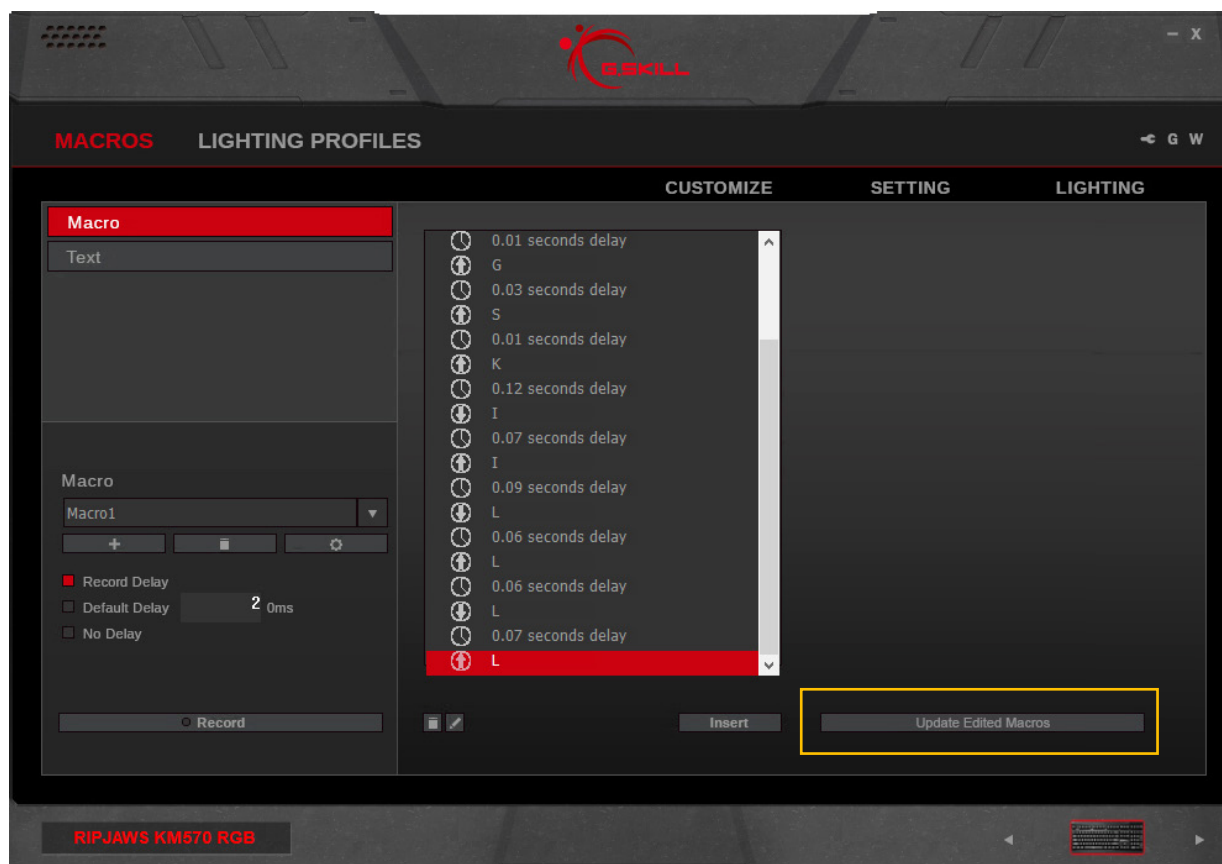 G.SKILL
– X
MACROS LIGHTING PROFILES G W
CUSTOMIZE SETTING LIGHTING
Macro
Text
Macro
Macro1
+
Record Delay
Default Delay 2 0ms
No Delay
Record
0.01 seconds delay
G
0.03 seconds delay
S
0.01 seconds delay
K
0.12 seconds delay
I
0.07 seconds delay
I
0.09 seconds delay
L
0.06 seconds delay
L
0.06 seconds delay
L
0.07 seconds delay
L
Insert Update Edited Macros
RIPJAWS KM570 RGB